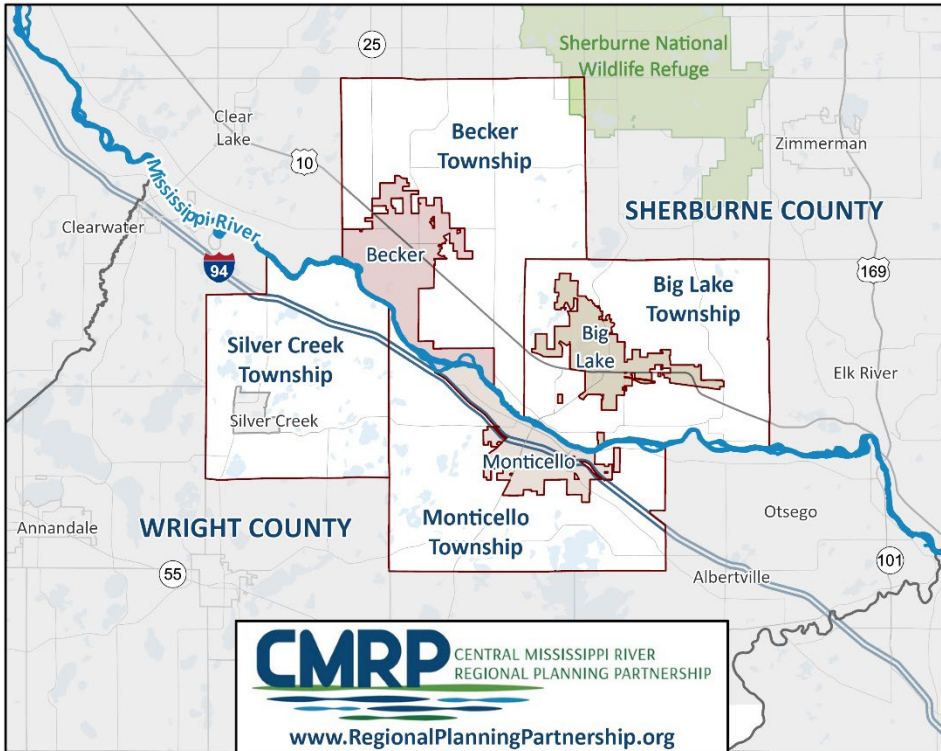 25
Sherburne National
Wildlife Refuge
Clear
Lake
Becker
Township
Zimmerman
10
Mississippi River
SHERBURNE COUNTY
Clearwater
Becker
94
169
Big Lake
Township
Silver Creek
Township
Big
Lake
Elk River
Silver Creek
Monticello
Annandale
WRIGHT COUNTY
Monticello
Township
Otsego
55
Albertville
101
CMRP
CENTRAL MISSISSIPPI RIVER
REGIONAL PLANNING PARTNERSHIP
www.RegionalPlanningPartnership.org